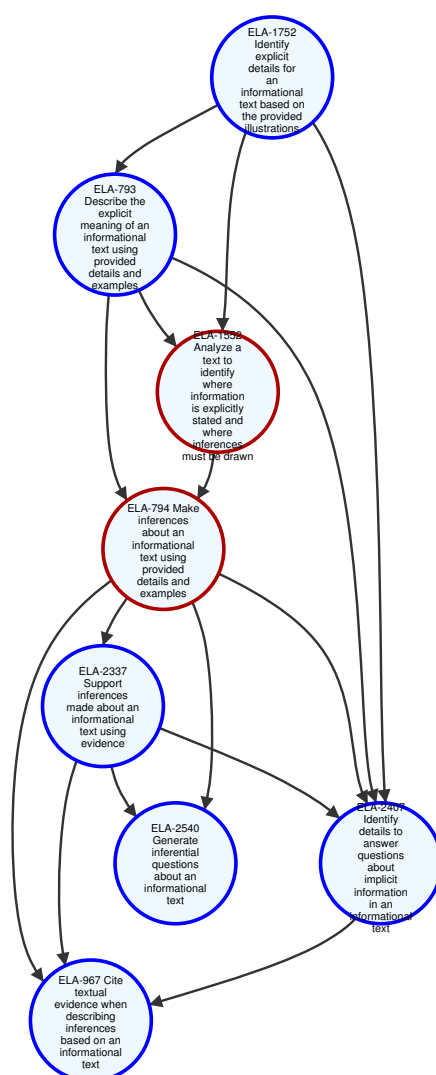 ELA-1752
Identify
explicit
details for
an
informational
text based on
the provided
illustrations
ELA-793
Describe the
explicit
meaning of an
informational
text using
provided
details and
examples
ELA-1552
Analyze a
text to
identify
where
information
is explicitly
stated and
where
inferences
must be drawn
ELA-794 Make
inferences
about an
informational
text using
provided
details and
examples
ELA-2337
Support
inferences
made about an
informational
text using
evidence
ELA-2540
Generate
inferential
questions
about an
informational
text
ELA-2407
Identify
details to
answer
questions
about
implicit
information
in an
informational
text
ELA-967 Cite
textual
evidence when
describing
inferences
based on an
informational
text